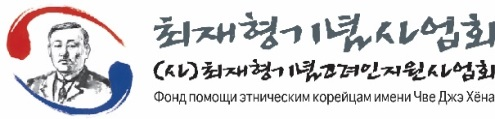 최재형기념사업회
(사)최재형기념고려인지원사업회
Фонд помощи этническим корейцам имени Чве Джэ Хёна